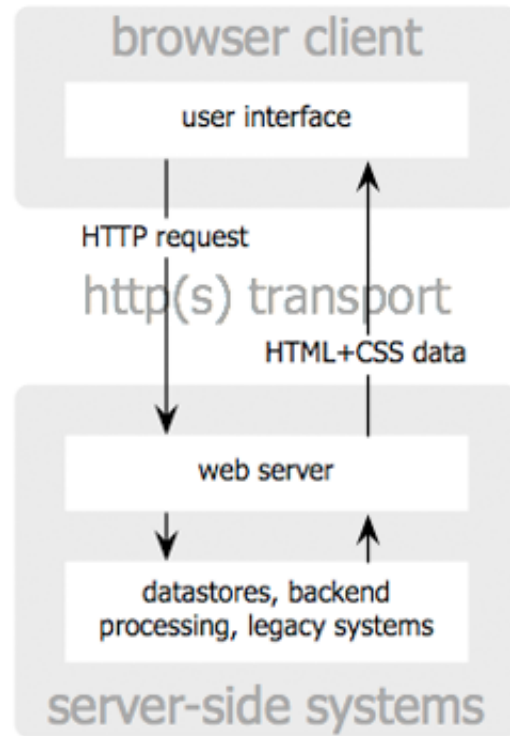 browser client
user interface
HTTP request
http(s) transport
HTML+CSS data
web server
datastores, backend
processing, legacy systems
server-side systems